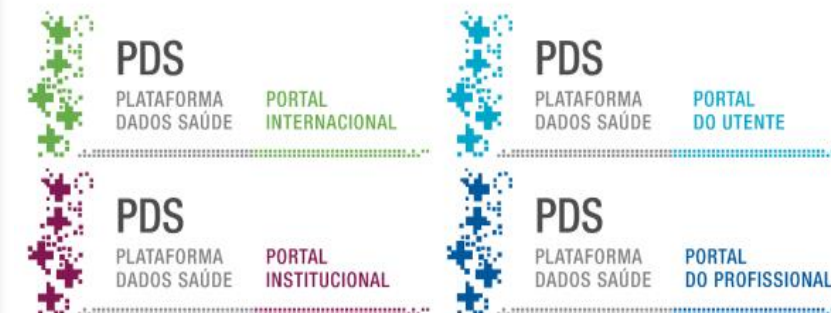 PDS
PLATAFORMA
DADOS SAÚDE
PORTAL
INTERNACIONAL
PDS
PLATAFORMA
DADOS SAÚDE
PORTAL
DO UTENTE
PDS
PLATAFORMA
DADOS SAÚDE
PORTAL
INSTITUCIONAL
PDS
PLATAFORMA
DADOS SAÚDE
PORTAL
DO PROFISSIONAL